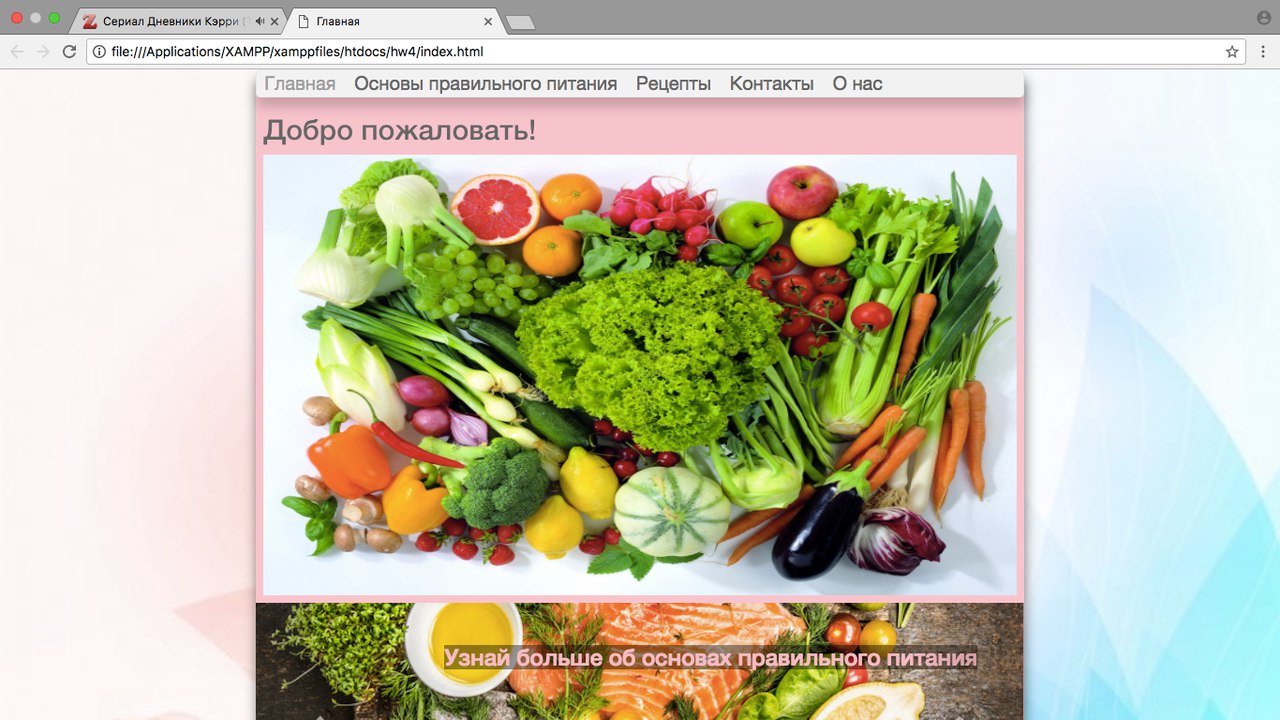 Сериал Дневники Кэрри (
Главная
file:///Applications/XAMPP/xamppfiles/htdocs/hw4/index.html
Главная Основы правильного питания Рецепты Контакты О нас
Добро пожаловать!
Узнай больше об основах правильного питания